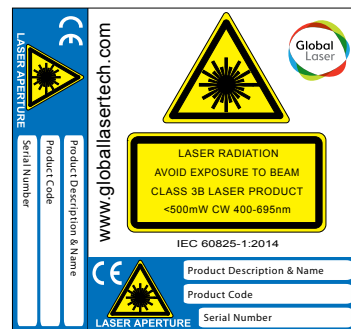 CE
LASER APERTURE
Product Description & Name
Product Code
Serial Number
www.globallasertech.com
Global
Laser
LASER RADIATION
AVOID EXPOSURE TO BEAM
CLASS 3B LASER PRODUCT
<500mW CW 400-695nm
IEC 60825-1:2014
CE
LASER APERTURE
Product Description & Name
Product Code
Serial Number